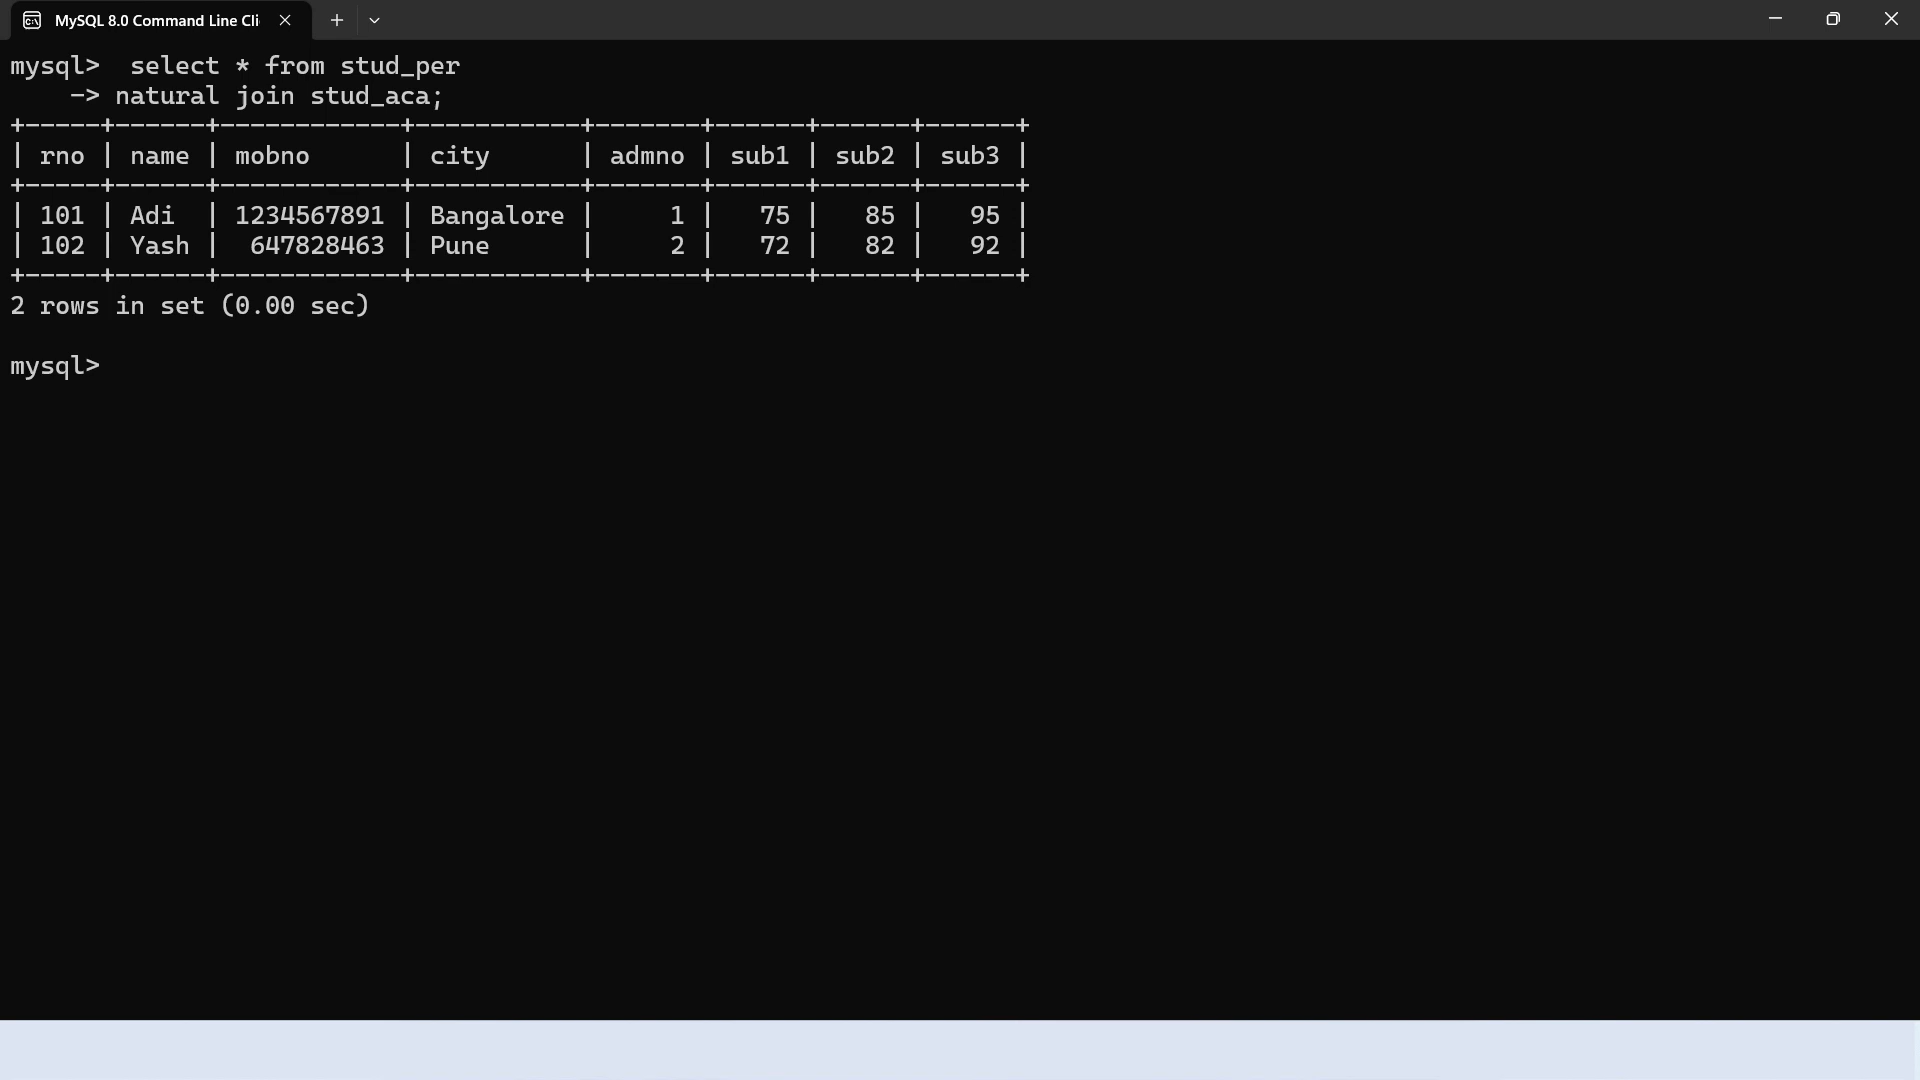 MySQL 8.0 Command Line Cli
mysql>  select * from stud_per
    -> natural join stud_aca;
+-----+------+------------+-----------+-------+------+------+------+
| rno | name | mobno      | city      | admno | sub1 | sub2 | sub3 |
+-----+------+------------+-----------+-------+------+------+------+
| 101 | Adi  | 1234567891 | Bangalore |     1 |   75 |   85 |   95 |
| 102 | Yash |  647828463 | Pune      |     2 |   72 |   82 |   92 |
+-----+------+------------+-----------+-------+------+------+------+
2 rows in set (0.00 sec)
mysql>